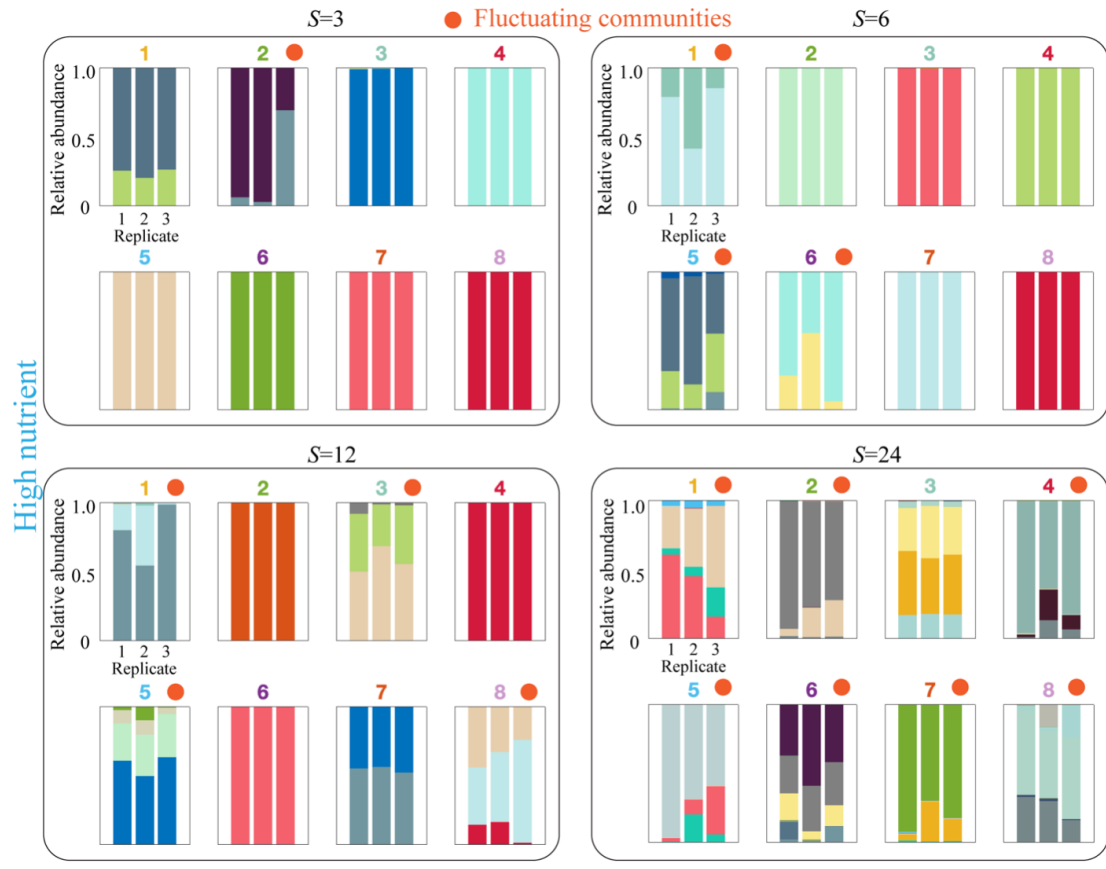 S=3
Fluctuating communities
S=6
High nutrient
1 2 3 4
1.0
0.5
0
Relative abundance
1 2 3
Replicate
5 6 7 8
1 2 3 4
1.0
0.5
0
Relative abundance
1 2 3
Replicate
5 6 7 8
S=12
S=24
1 2 3 4
1.0
0.5
0
Relative abundance
1 2 3
Replicate
5 6 7 8
1 2 3 4
1.0
0.5
0
Relative abundance
1 2 3
Replicate
5 6 7 8